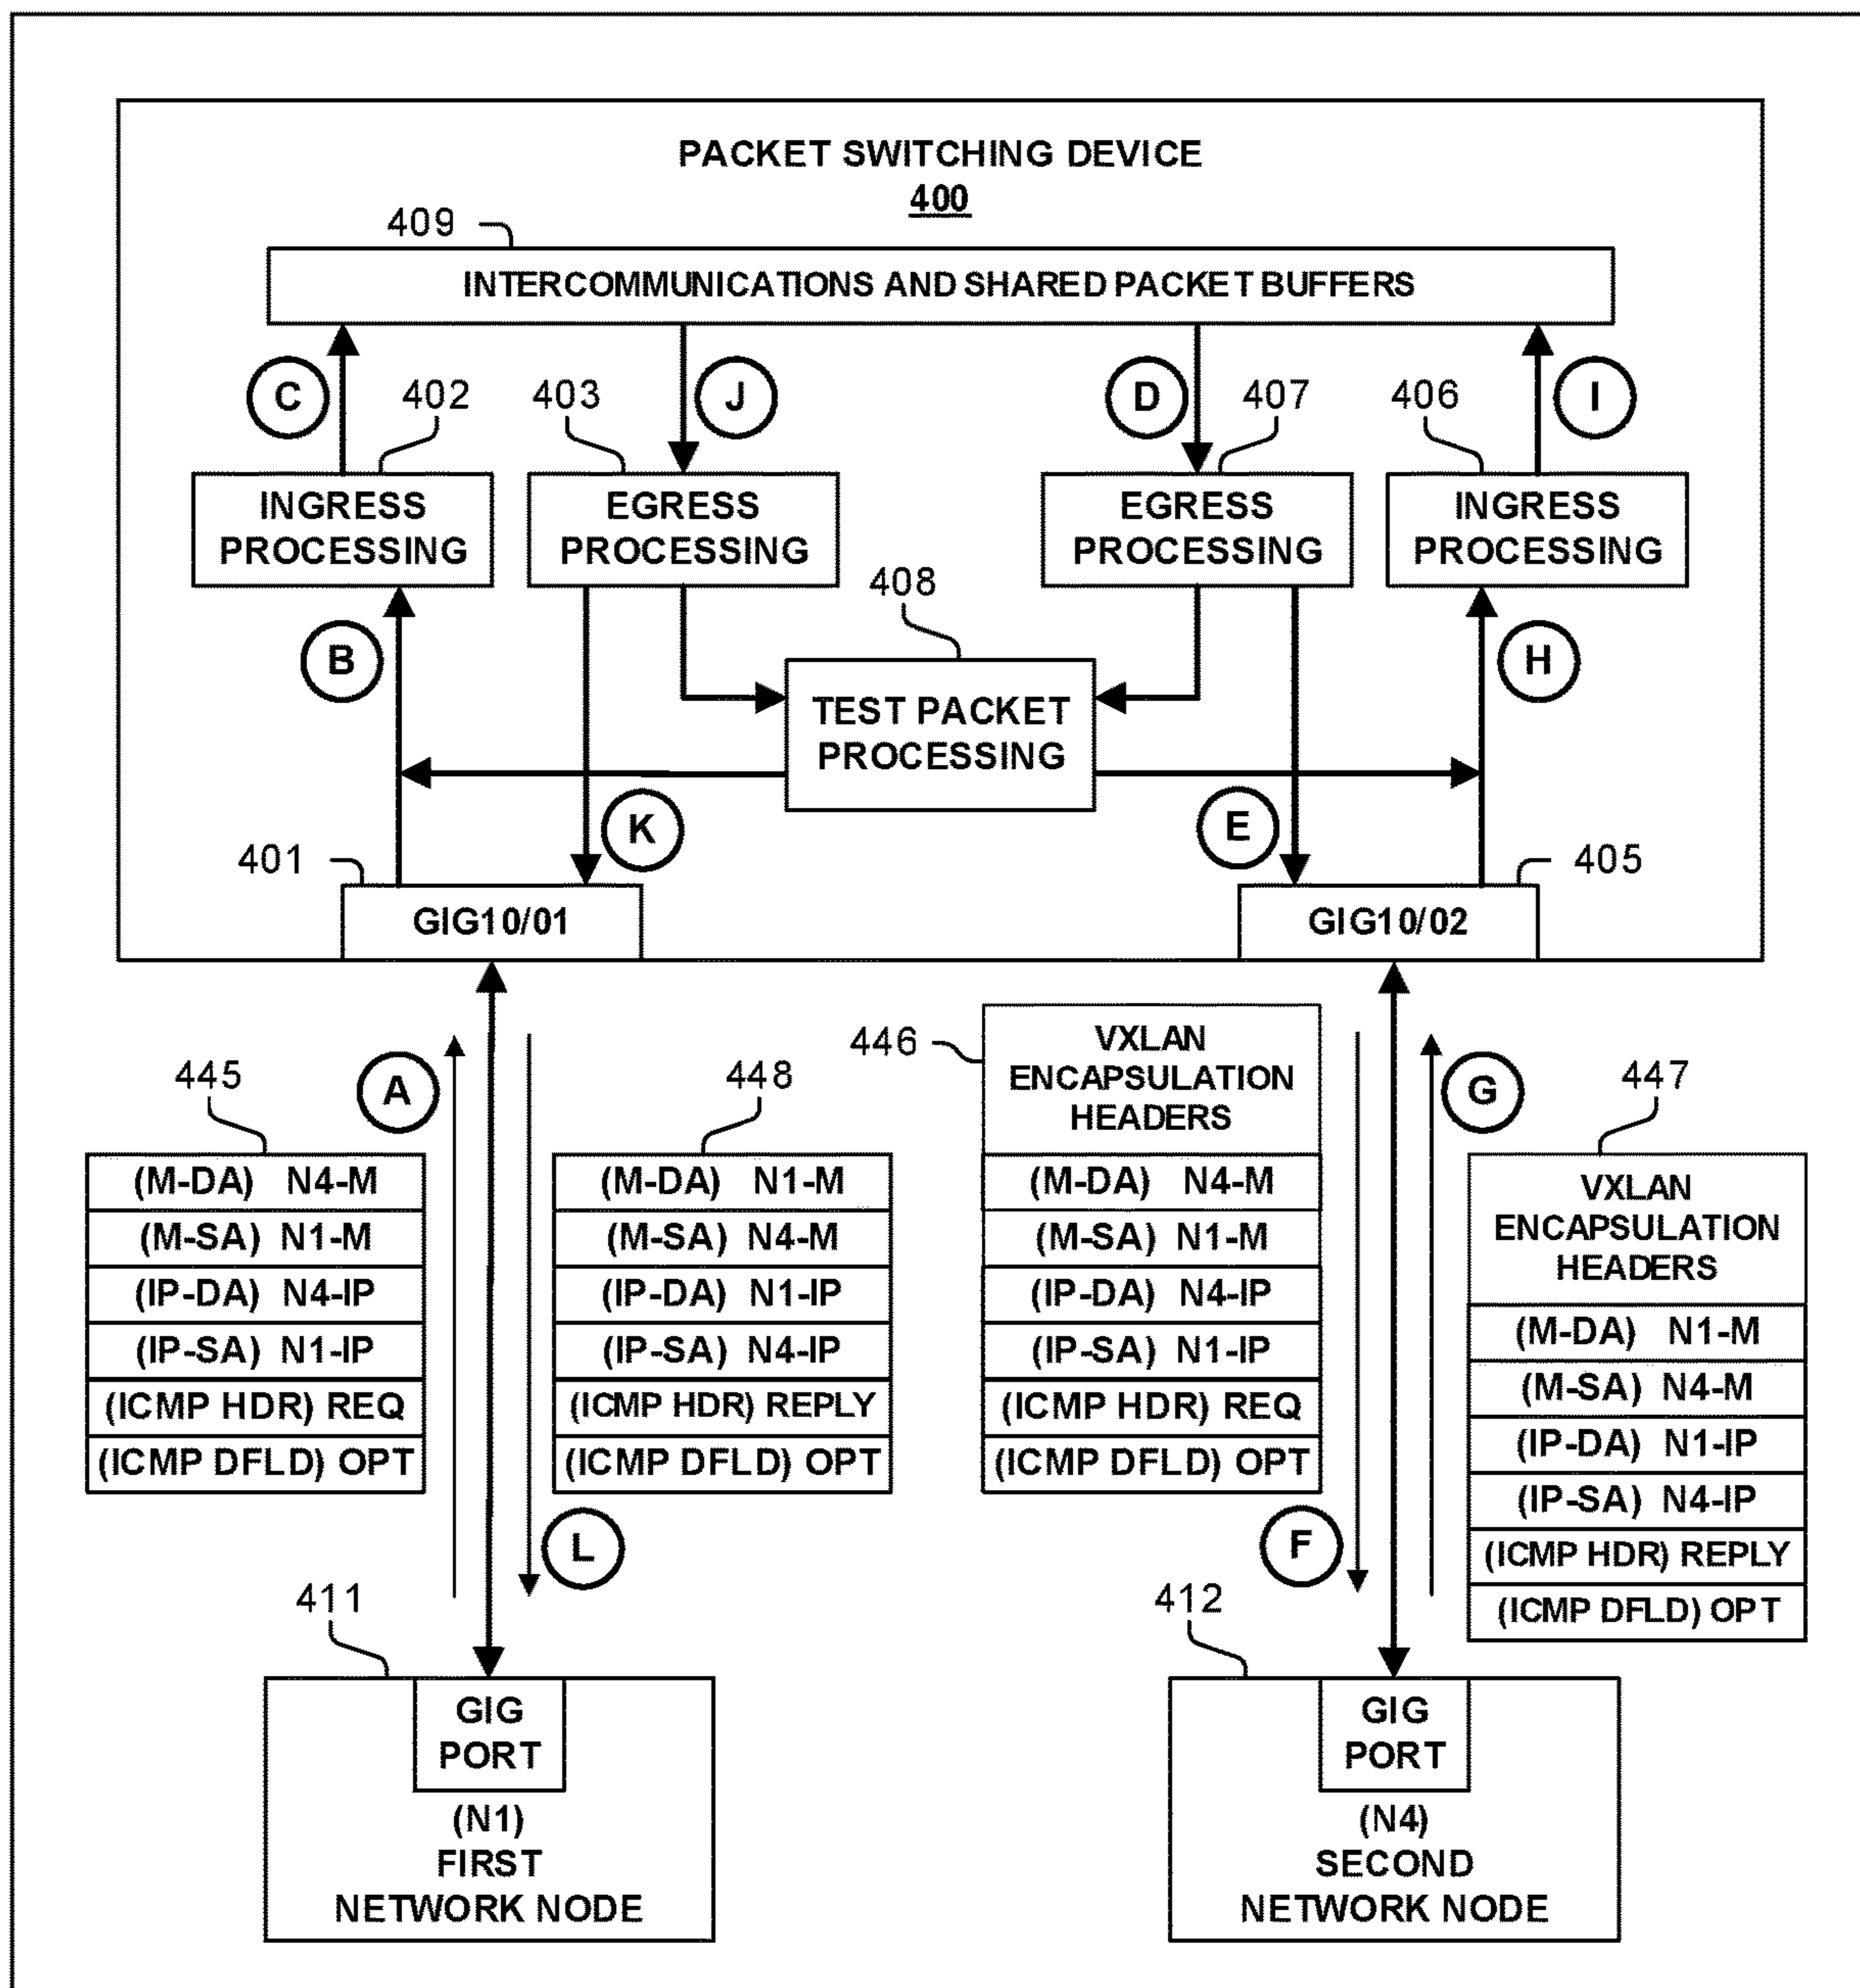 PACKET SWITCHING DEVICE
400
409
INTERCOMMUNICATIONS AND SHARED PACKET BUFFERS
C
402
403
J
D
407
406
I
INGRESS
PROCESSING
EGRESS
PROCESSING
EGRESS
PROCESSING
INGRESS
PROCESSING
408
B
H
TEST PACKET
PROCESSING
K
E
401
405
GIG10/01
GIG10/02
445
A
448
446
VXLAN
ENCAPSULATION
HEADERS
G
447
(M-DA) N4-M
(M-SA) N1-M
(IP-DA) N4-IP
(IP-SA) N1-IP
(ICMP HDR) REQ
(ICMP DFLD) OPT
(M-DA) N1-M
(M-SA) N4-M
(IP-DA) N1-IP
(IP-SA) N4-IP
(ICMP HDR) REPLY
(ICMP DFLD) OPT
(M-DA) N4-M
(M-SA) N1-M
(IP-DA) N4-IP
(IP-SA) N1-IP
(ICMP HDR) REQ
(ICMP DFLD) OPT
VXLAN
ENCAPSULATION
HEADERS
(M-DA) N1-M
(M-SA) N4-M
(IP-DA) N1-IP
(IP-SA) N4-IP
(ICMP HDR) REPLY
(ICMP DFLD) OPT
L
F
411
412
GIG
PORT
(N1)
FIRST
NETWORK NODE
GIG
PORT
(N4)
SECOND
NETWORK NODE